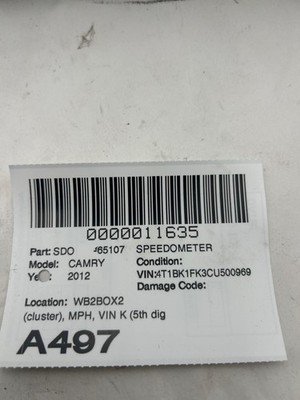 0000011635
Part: SDO 465107 SPEEDOMETER
Model: CAMRY Condition:
Year: 2012 VIN:4T1BK1FK3CU500969
Damage Code:
Location: WB2BOX2
(cluster), MPH, VIN K (5th dig
A497